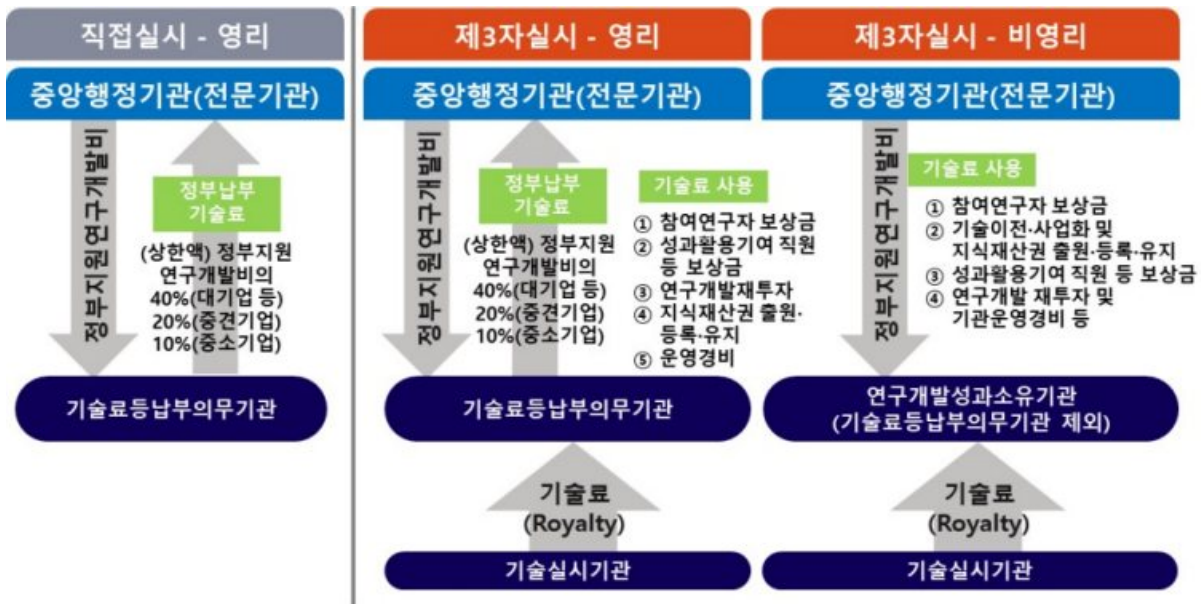 직접실시 - 영리
중앙행정기관(전문기관)
정부지원연구개발비
정부납부
기술료
(상한액) 정부지원
연구개발비의
40%(대기업 등)
20%(중견기업)
10%(중소기업)
기술료등납부의무기관
제3자실시 - 영리
중앙행정기관(전문기관)
정부지원연구개발비
정부납부
기술료
(상한액) 정부지원
연구개발비의
40%(대기업 등)
20%(중견기업)
10%(중소기업)
기술료 사용
① 참여연구자 보상금
② 성과활용기여 직원
등 보상금
③ 연구개발재투자
④ 지식재산권 출원·
등록·유지
⑤ 운영경비
기술료등납부의무기관
기술료
(Royalty)
기술실시기관
제3자실시 - 비영리
중앙행정기관(전문기관)
정부지원연구개발비
기술료 사용
① 참여연구자 보상금
② 기술이전·사업화 및
지식재산권 출원·등록·유지
③ 성과활용기여 직원 등 보상금
④ 연구개발 재투자 및
기관운영경비 등
연구개발성과소유기관
(기술료등납부의무기관 제외)
기술료
(Royalty)
기술실시기관